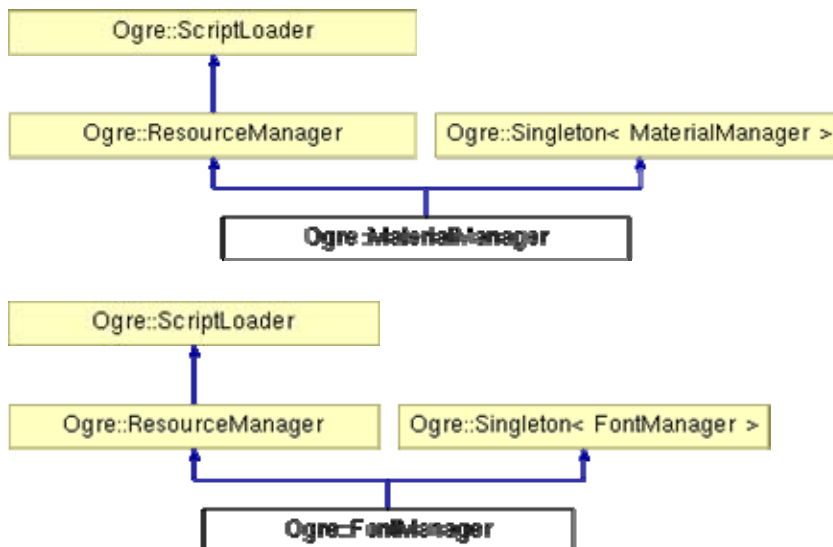 Ogre::ScriptLoader
Ogre::ResourceManager
Ogre::Singleton< MaterialManager >
Ogre::MaterialManager
Ogre::ScriptLoader
Ogre::ResourceManager
Ogre::Singleton< FontManager >
Ogre::FontManager